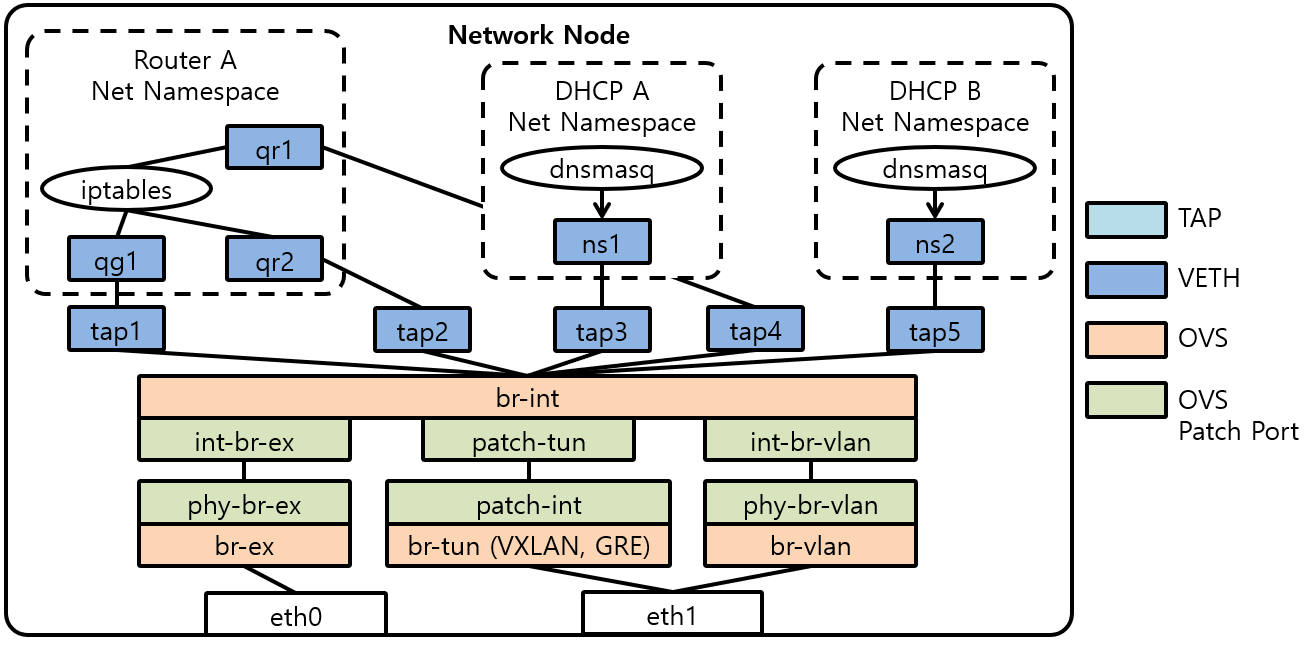 Network Node
Router A
Net Namespace
qr1
iptables
qg1
qr2
DHCP A
Net Namespace
dnsmasq
ns1
DHCP B
Net Namespace
dnsmasq
ns2
tap1
tap2
tap3
tap4
tap5
br-int
int-br-ex
patch-tun
int-br-vlan
phy-br-ex
patch-int
phy-br-vlan
br-ex
br-tun (VXLAN, GRE)
br-vlan
eth0
eth1
TAP
VETH
OVS
OVS
Patch Port